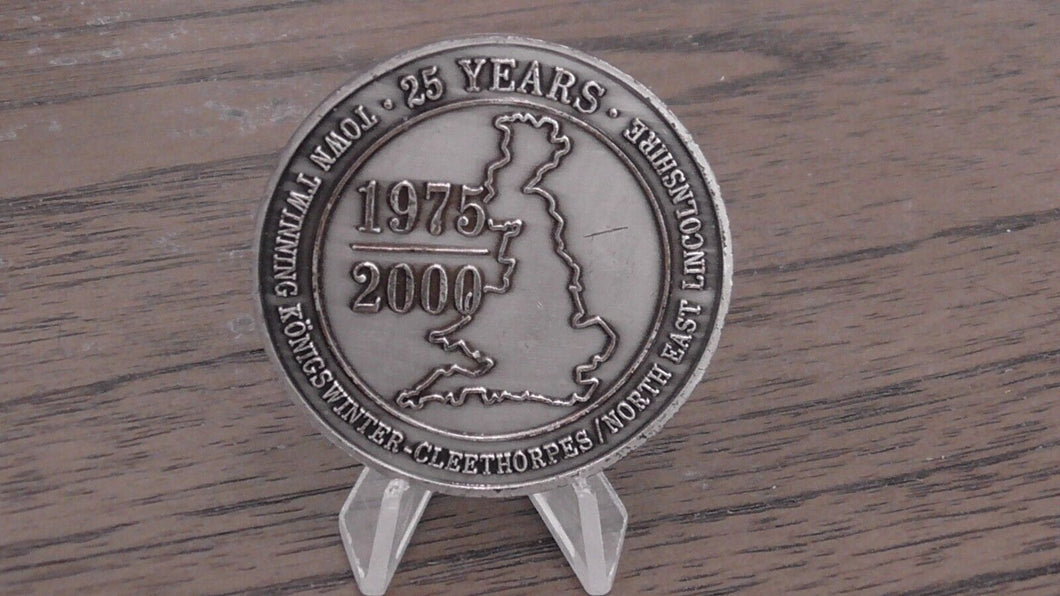 · 25 YEARS ·
TOWN TWINNING KÖNIGSWINTER-CLEETHORPES/NORTH EAST LINCOLNSHIRE
1975
2000